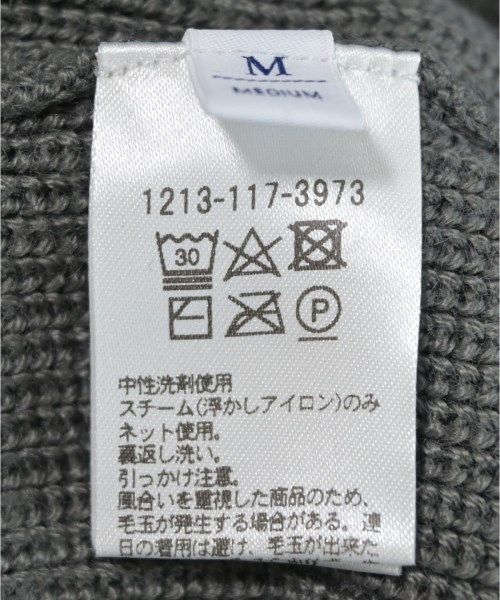 M
MEDIUM
1213-117-3973
30
P
中性洗剤使用
スチーム(浮かしアイロン)のみ
ネット使用。
裏返し洗い。
引っかけ注意。
風合いを重視した商品のため、
毛玉が発生する場合がある。連
日の着用は避け、毛玉が出来た